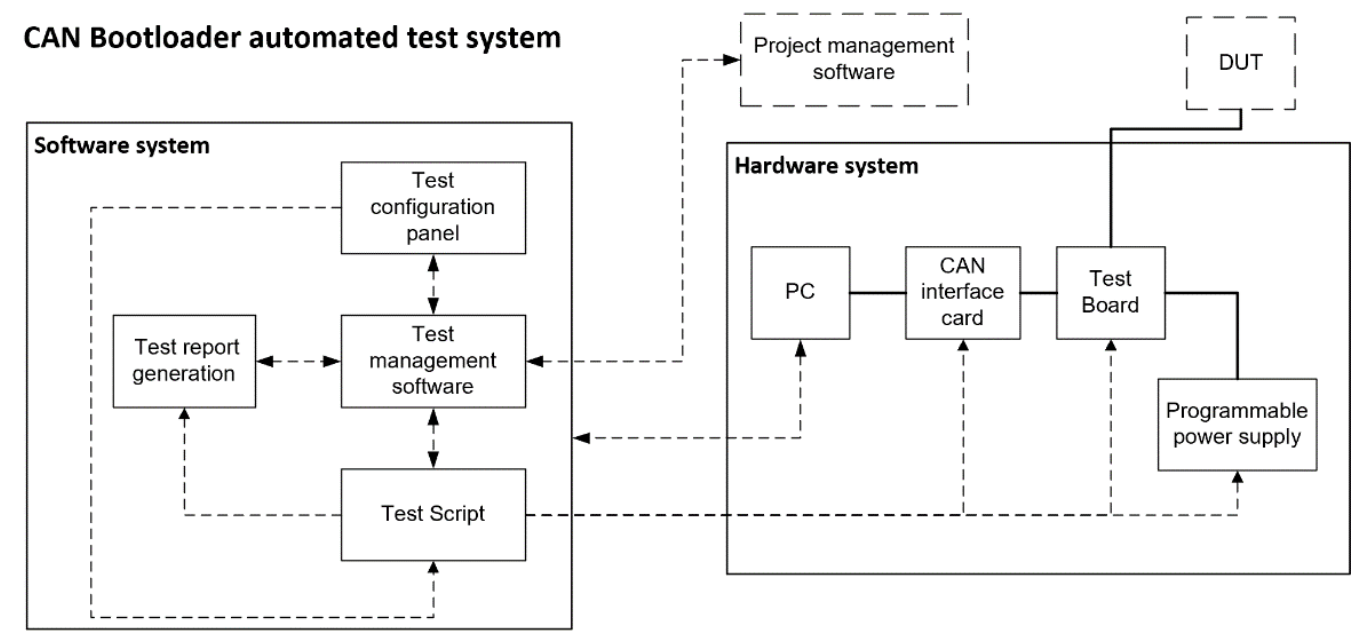 CAN Bootloader automated test system
Project management
software
DUT
Software system
Hardware system
Test
configuration
panel
PC
CAN
interface
card
Test
Board
Test report
generation
Test
management
software
Programmable
power supply
Test Script